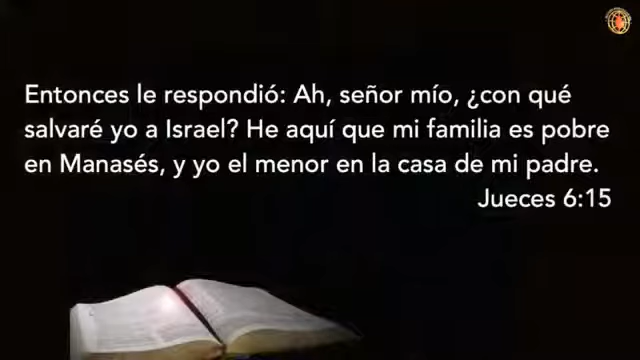 Entonces le respondió: Ah, señor mío, ¿con qué
salvaré yo a Israel? He aquí que mi familia es pobre
en Manasés, y yo el menor en la casa de mi padre.
Jueces 6:15